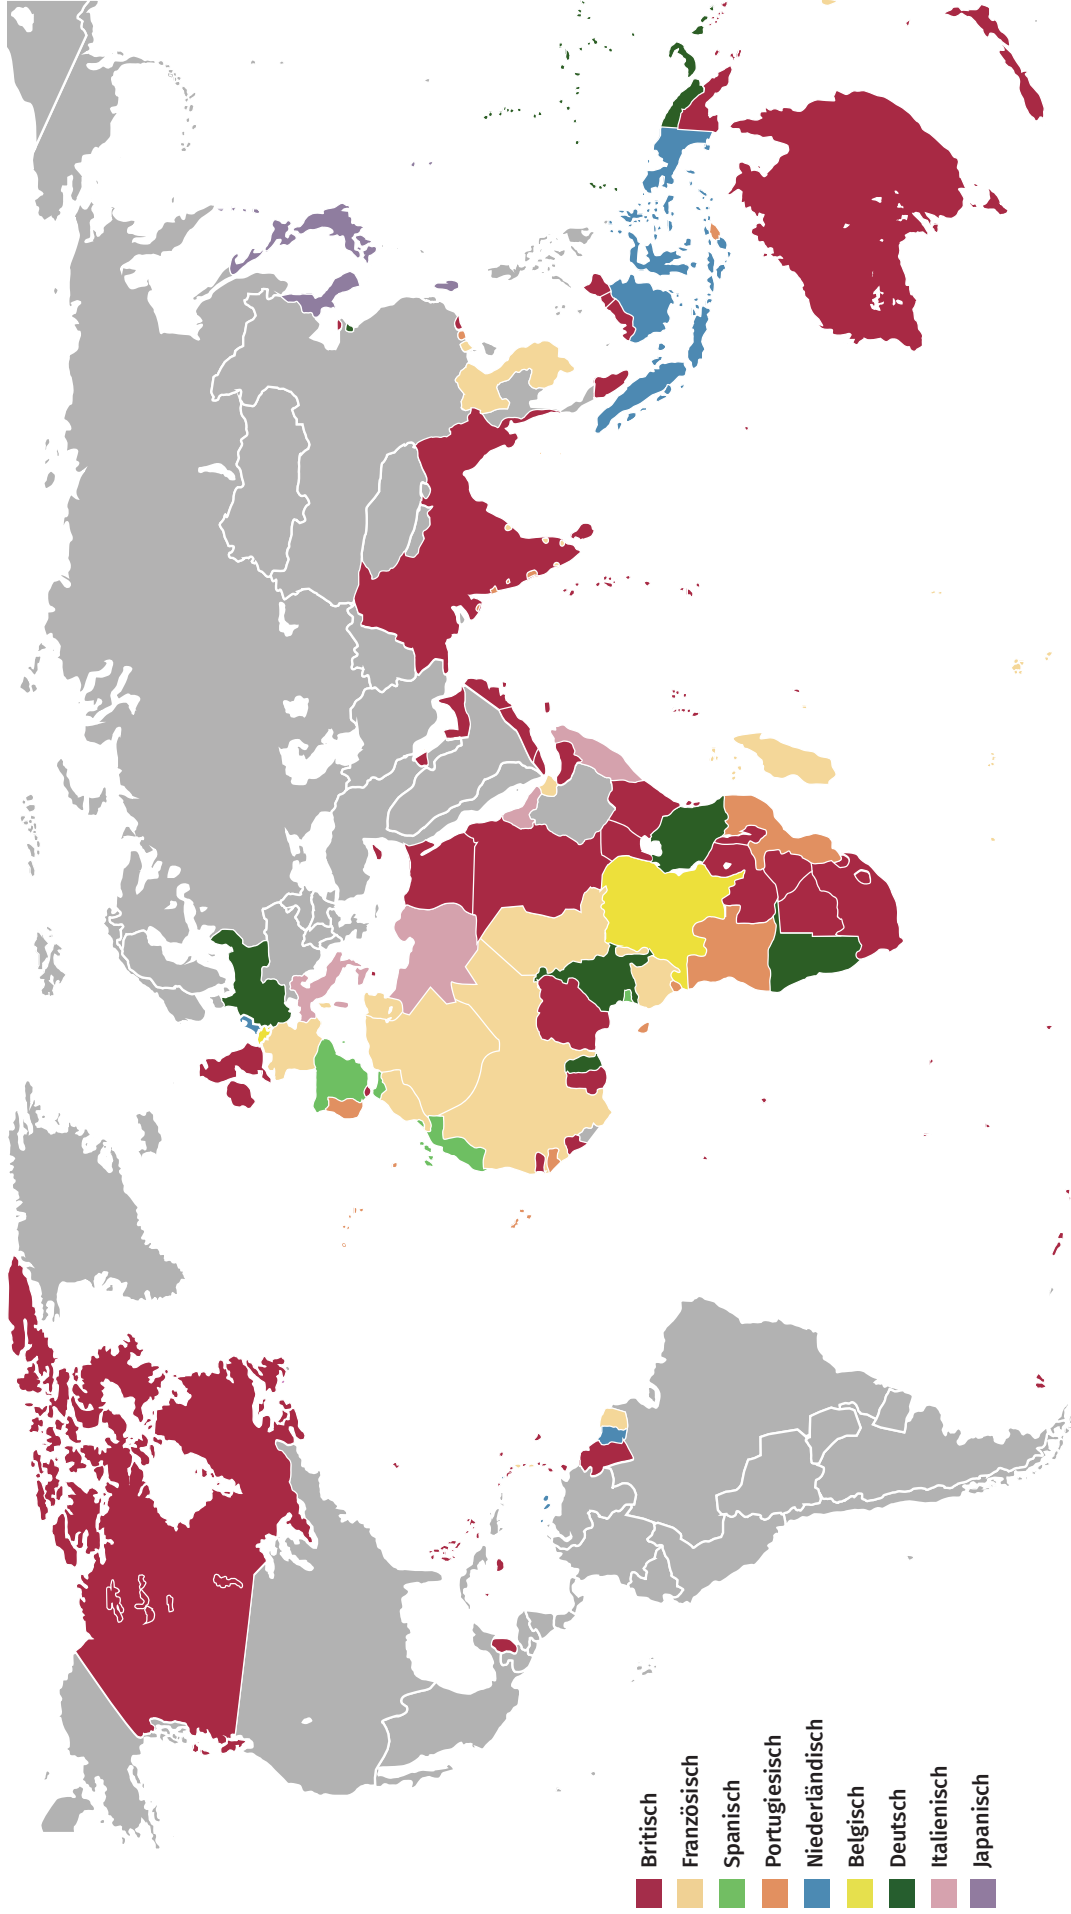 Britisch
Französisch
Spanisch
Portugiesisch
Niederländisch
Belgisch
Deutsch
Italienisch
Japanisch